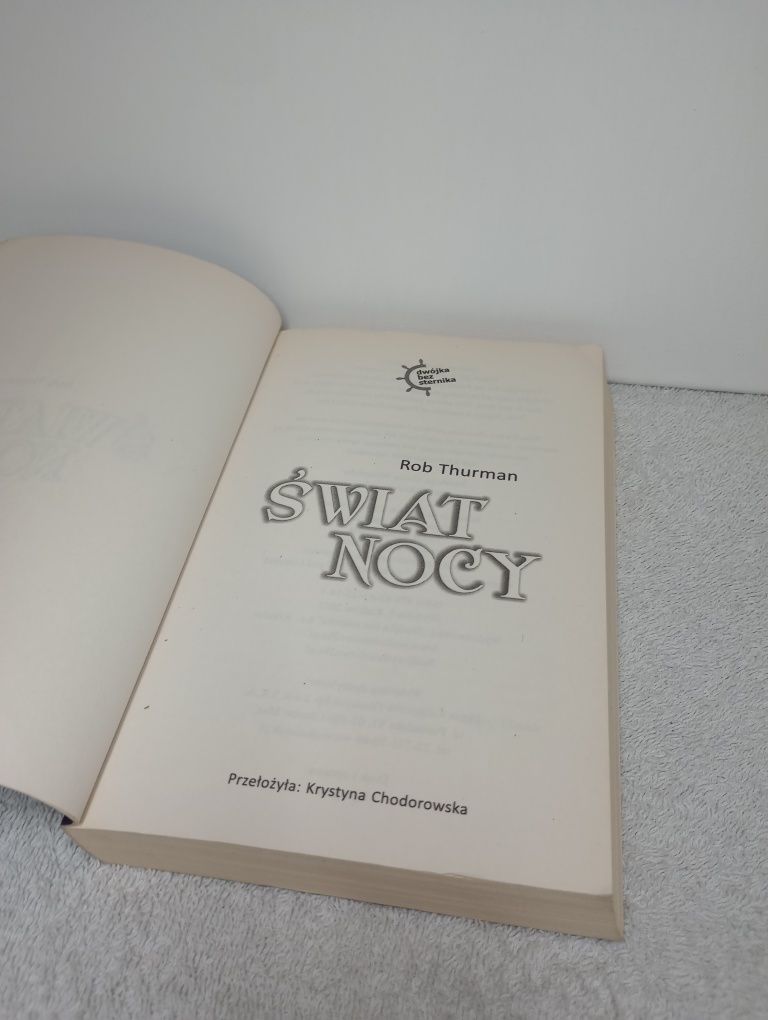 dwójka
bez
sternika
Rob Thurman
ŚWIAT
NOCY
Przełożyła: Krystyna Chodorowska